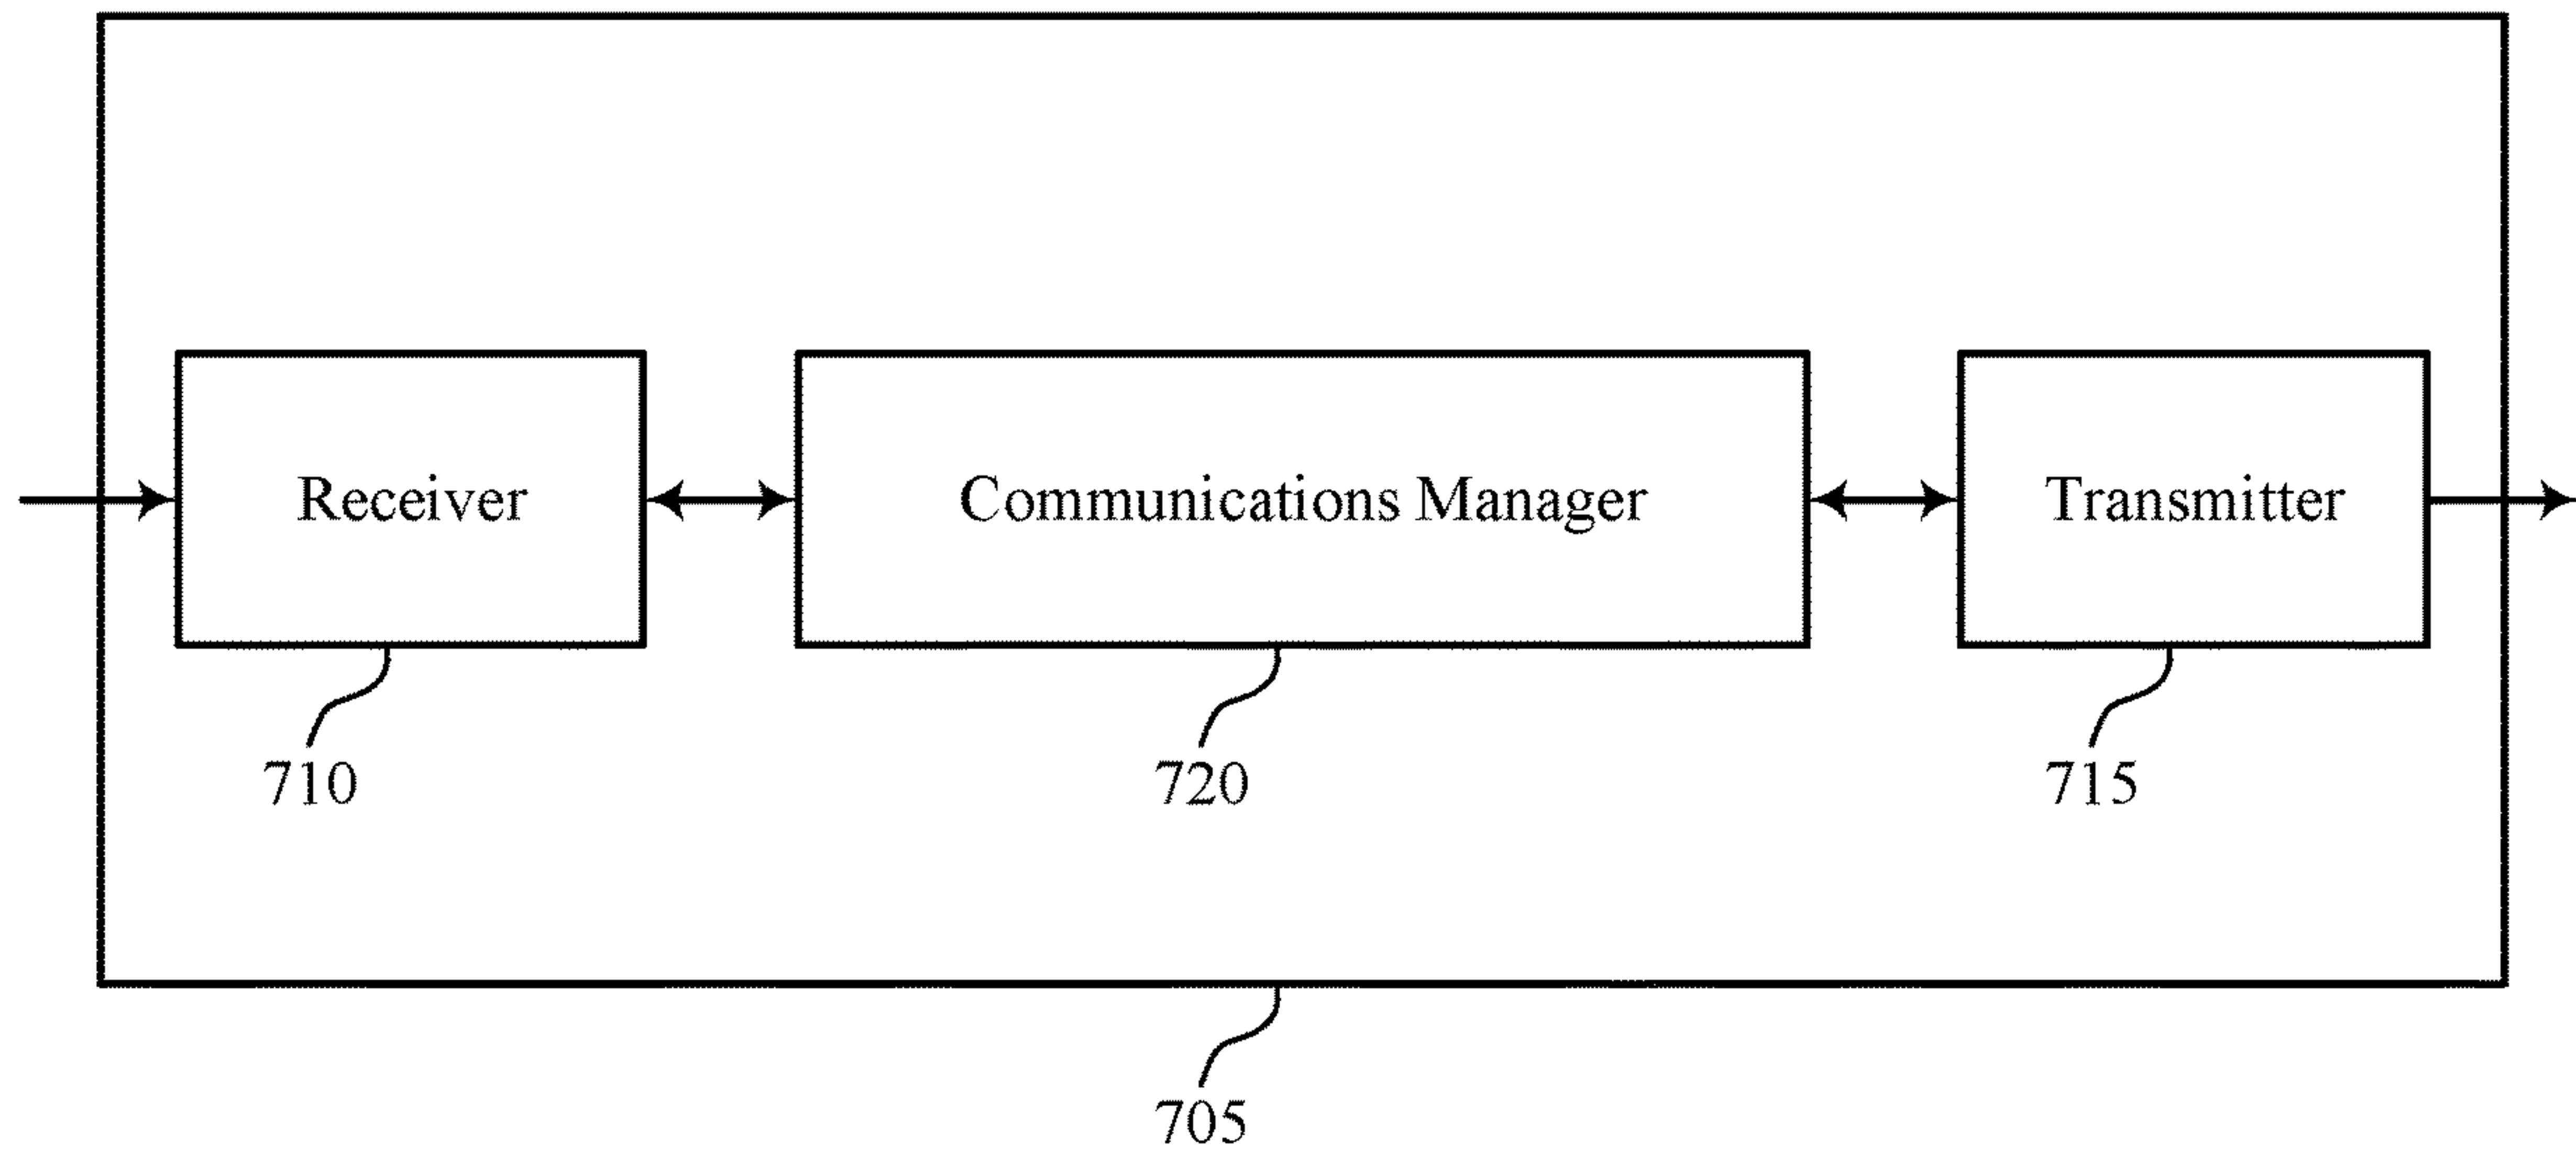 Receiver
Communications Manager
Transmitter
710
720
715
705